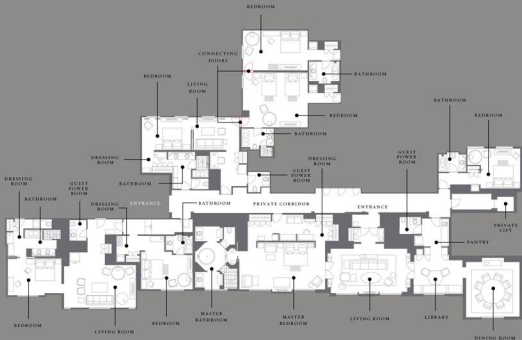 BEDROOM
CONNECTING
DOORS
BATHROOM
LIVING
ROOM
BEDROOM
BEDROOM
BATHROOM
BATHROOM
BEDROOM
DRESSING
ROOM
GUEST
POWER
ROOM
DRESSING
ROOM
BATHROOM
GUEST
POWER
ROOM
DRESSING
ROOM
BATHROOM
GUEST
POWER
ROOM
DRESSING
ROOM
ENTRANCE
BATHROOM
PRIVATE CORRIDOR
ENTRANCE
PRIVATE
LIFT
PANTRY
BEDROOM
LIVING ROOM
BEDROOM
MASTER
BATHROOM
MASTER
BEDROOM
LIVING ROOM
LIBRARY
DINING ROOM